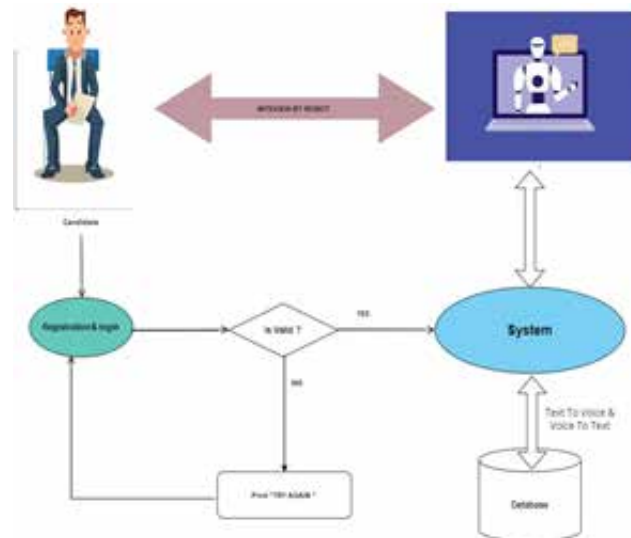 INTEVIEW BY ROBOT
Candidate
Registration& login
Is Valid ?
YES
System
NO
Text To Voice &
Voice To Text
Print "TRY AGAIN "
Database